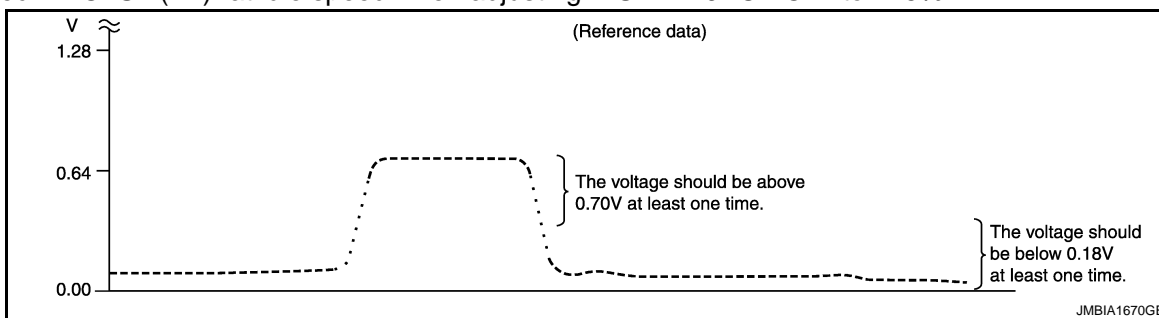 V
(Reference data)
1.28
0.64
The voltage should be above
0.70V at least one time.
The voltage should
be below 0.18V
at least one time.
0.00
JMBIA1670GB